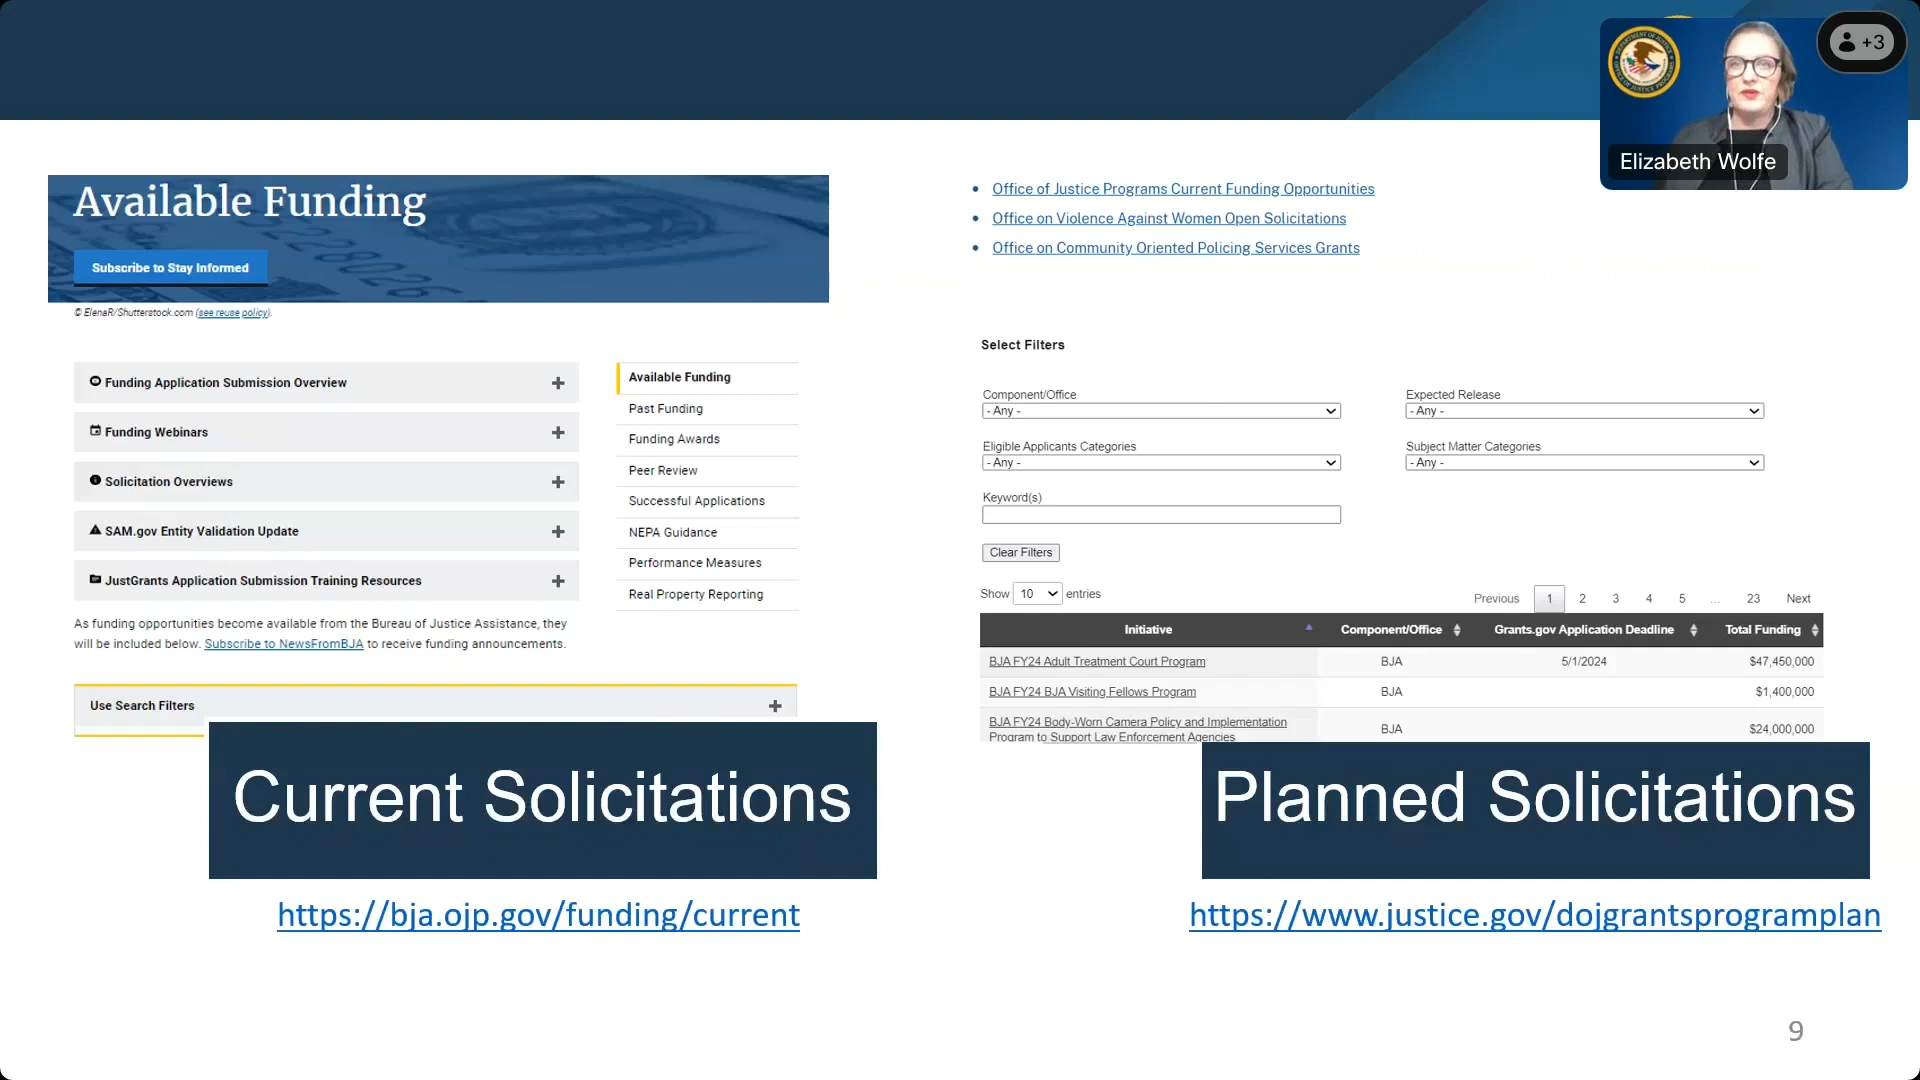 +3
Elizabeth Wolfe
Available Funding
Subscribe to Stay Informed
© ElenaR/Shutterstock.com (see reuse policy).
Funding Application Submission Overview
Funding Webinars
Solicitation Overviews
SAM.gov Entity Validation Update
JustGrants Application Submission Training Resources
As funding opportunities become available from the Bureau of Justice Assistance, they
will be included below. Subscribe to NewsFromBJA to receive funding announcements.
Use Search Filters
Available Funding
Past Funding
Funding Awards
Peer Review
Successful Applications
NEPA Guidance
Performance Measures
Real Property Reporting
Current Solicitations
https://bja.ojp.gov/funding/current
Office of Justice Programs Current Funding Opportunities
Office on Violence Against Women Open Solicitations
Office on Community Oriented Policing Services Grants
Select Filters
Component/Office
- Any -
Expected Release
- Any -
Eligible Applicants Categories
- Any -
Subject Matter Categories
- Any -
Keyword(s)
Clear Filters
Show 10 entries
Previous 1 2 3 4 5 ... 23 Next
Initiative Component/Office Grants.gov Application Deadline Total Funding
BJA FY24 Adult Treatment Court Program BJA 5/1/2024 $47,450,000
BJA FY24 BJA Visiting Fellows Program BJA $1,400,000
BJA FY24 Body-Worn Camera Policy and Implementation
Program to Support Law Enforcement Agencies BJA $24,000,000
Planned Solicitations
https://www.justice.gov/dojgrantsprogramplan
9